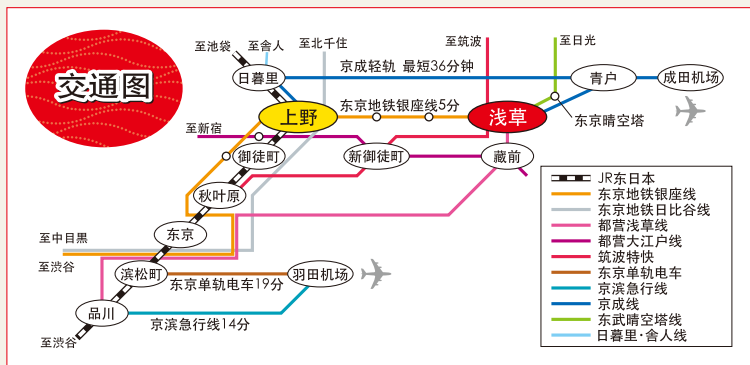 交通图
至池袋
至舎人
至北千住
至筑波
至日光
日暮里
京成轻轨 最短36分钟
青户
成田机场
上野
东京地铁银座线5分
浅草
东京晴空塔
至新宿
御徒町
新御徒町
藏前
秋叶原
东京
至中目黑
至渋谷
滨松町
东京单轨电车19分
羽田机场
品川
京滨急行线14分
至渋谷
JR东日本
东京地铁银座线
东京地铁日比谷线
都营浅草线
都营大江户线
筑波特快
东京单轨电车
京滨急行线
京成线
东武晴空塔线
日暮里·舎人线